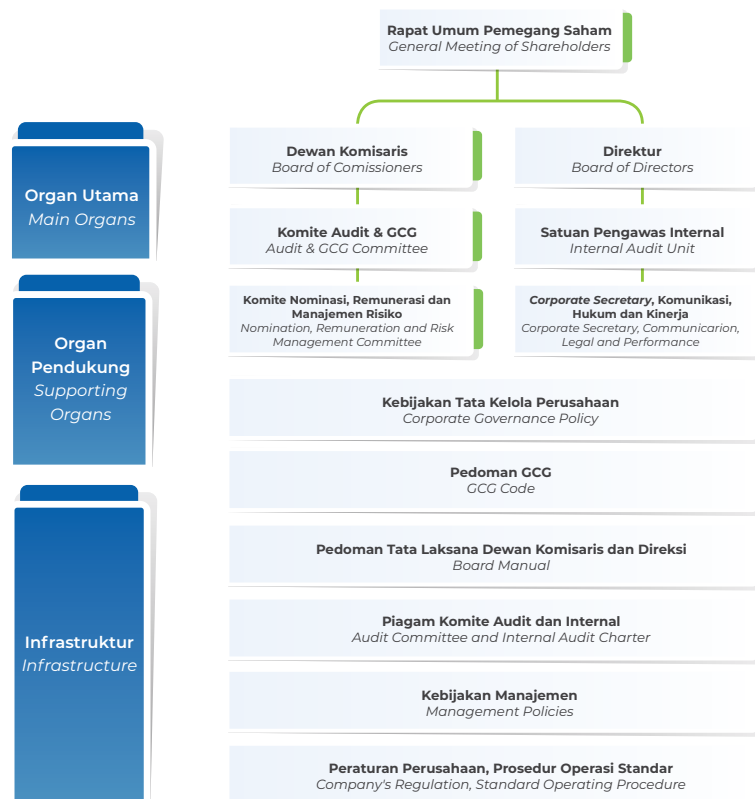 Rapat Umum Pemegang Saham
General Meeting of Shareholders
Organ Utama
Main Organs
Dewan Komisaris
Board of Comissioners
Direktur
Board of Directors
Komite Audit & GCG
Audit & GCG Committee
Satuan Pengawas Internal
Internal Audit Unit
Organ
Pendukung
Supporting
Organs
Komite Nominasi, Remunerasi dan
Manajemen Risiko
Nomination, Remuneration and Risk
Management Committee
Corporate Secretary, Komunikasi,
Hukum dan Kinerja
Corporate Secretary, Communicarion,
Legal and Performance
Kebijakan Tata Kelola Perusahaan
Corporate Governance Policy
Pedoman GCG
GCG Code
Infrastruktur
Infrastructure
Pedoman Tata Laksana Dewan Komisaris dan Direksi
Board Manual
Piagam Komite Audit dan Internal
Audit Committee and Internal Audit Charter
Kebijakan Manajemen
Management Policies
Peraturan Perusahaan, Prosedur Operasi Standar
Company's Regulation, Standard Operating Procedure